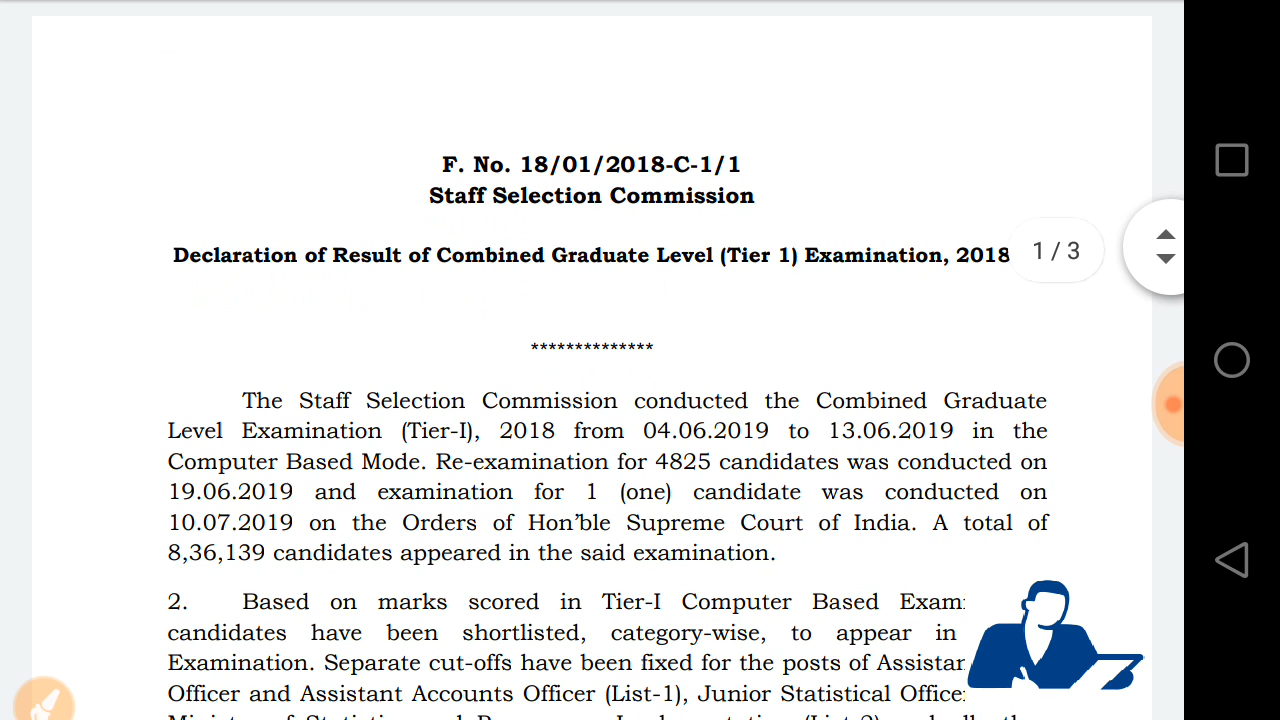 F. No. 18/01/2018-C-1/1
Staff Selection Commission
Declaration of Result of Combined Graduate Level (Tier 1) Examination, 2018
1 / 3
**************
The Staff Selection Commission conducted the Combined Graduate
Level Examination (Tier-I), 2018 from 04.06.2019 to 13.06.2019 in the
Computer Based Mode. Re-examination for 4825 candidates was conducted on
19.06.2019 and examination for 1 (one) candidate was conducted on
10.07.2019 on the Orders of Hon’ble Supreme Court of India. A total of
8,36,139 candidates appeared in the said examination.
2. Based on marks scored in Tier-I Computer Based
candidates have been shortlisted, category-wise, to appear in
Examination. Separate cut-offs have been fixed for the posts of
Officer and Assistant Accounts Officer (List-1), Junior Statistical